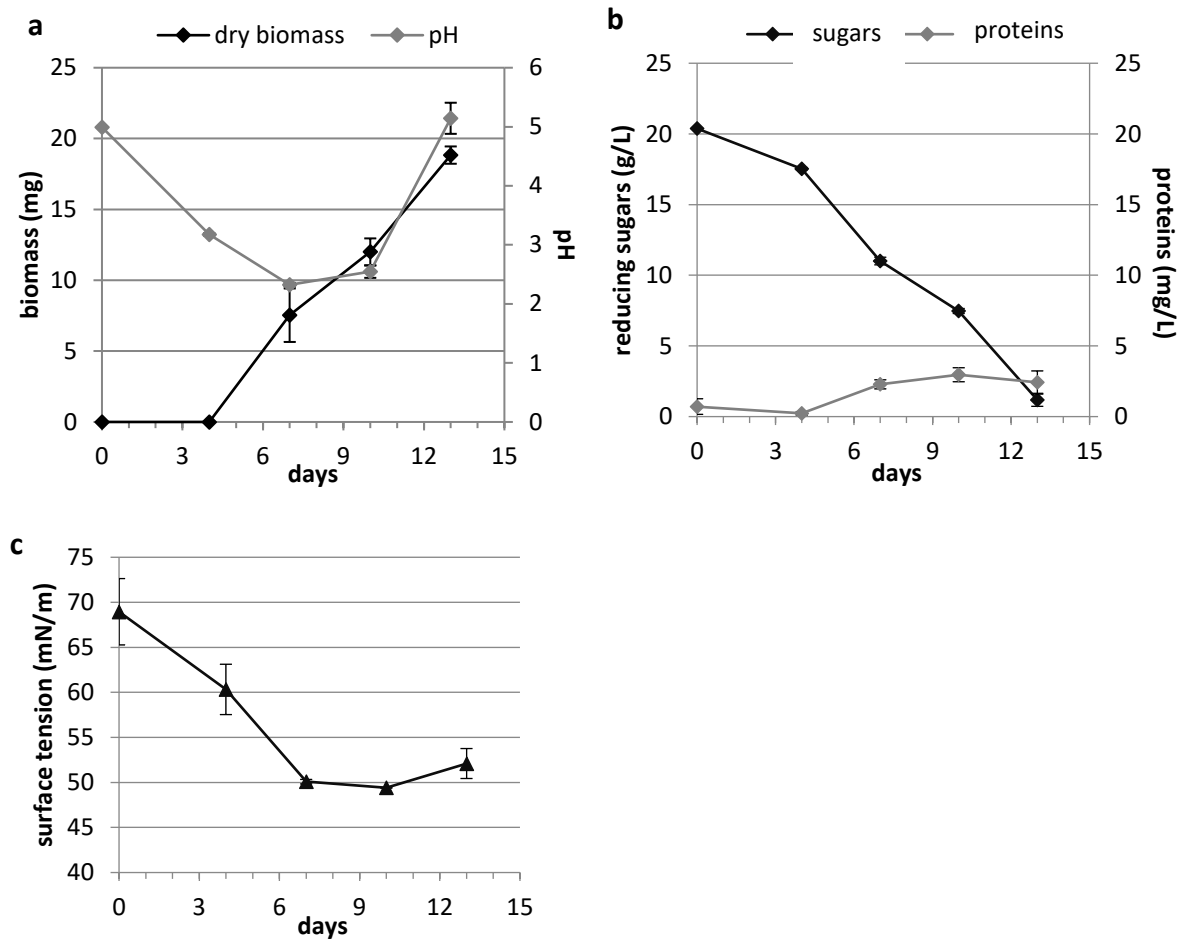 a
dry biomass
pH
25
20
15
10
5
0
6
5
4
3
2
1
0
0 3 6 9 12 15
biomass (mg)
pH
days
b
sugars
proteins
25
20
15
10
5
0
25
20
15
10
5
0
0 3 6 9 12 15
reducing sugars (g/L)
proteins (mg/L)
days
c
75
70
65
60
55
50
45
40
0 3 6 9 12 15
surface tension (mN/m)
days